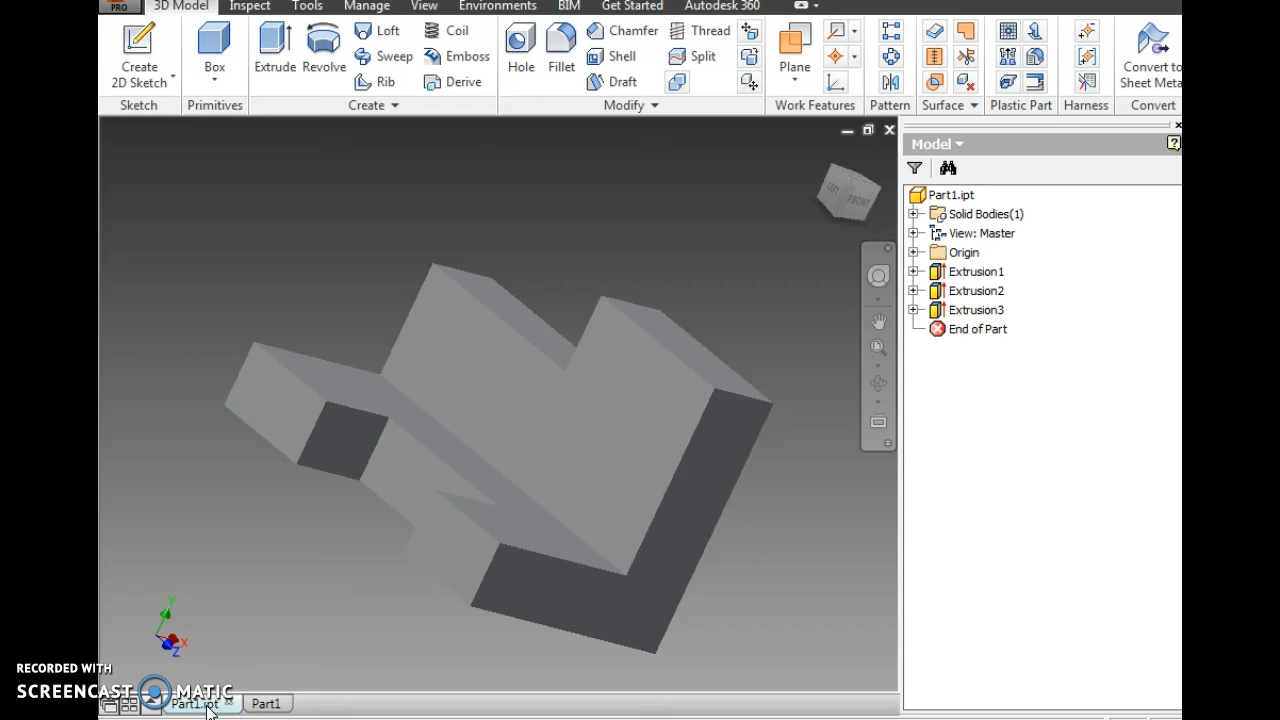 PRO
3D Model Inspect Tools Manage View Environments BIM Get Started Autodesk 360
Create
2D Sketch
Box
Extrude
Revolve
Loft
Sweep
Rib
Coil
Emboss
Derive
Hole
Fillet
Chamfer
Shell
Draft
Thread
Split
Plane
Convert to
Sheet Meta
Sketch
Primitives
Create
Modify
Work Features
Pattern
Surface
Plastic Part
Harness
Convert
Model
Part1.ipt
Solid Bodies(1)
View: Master
Origin
Extrusion1
Extrusion2
Extrusion3
End of Part
LEFT
FRONT
Y
X
Z
RECORDED WITH
SCREENCAST MATIC
Part1.ipt
Part1